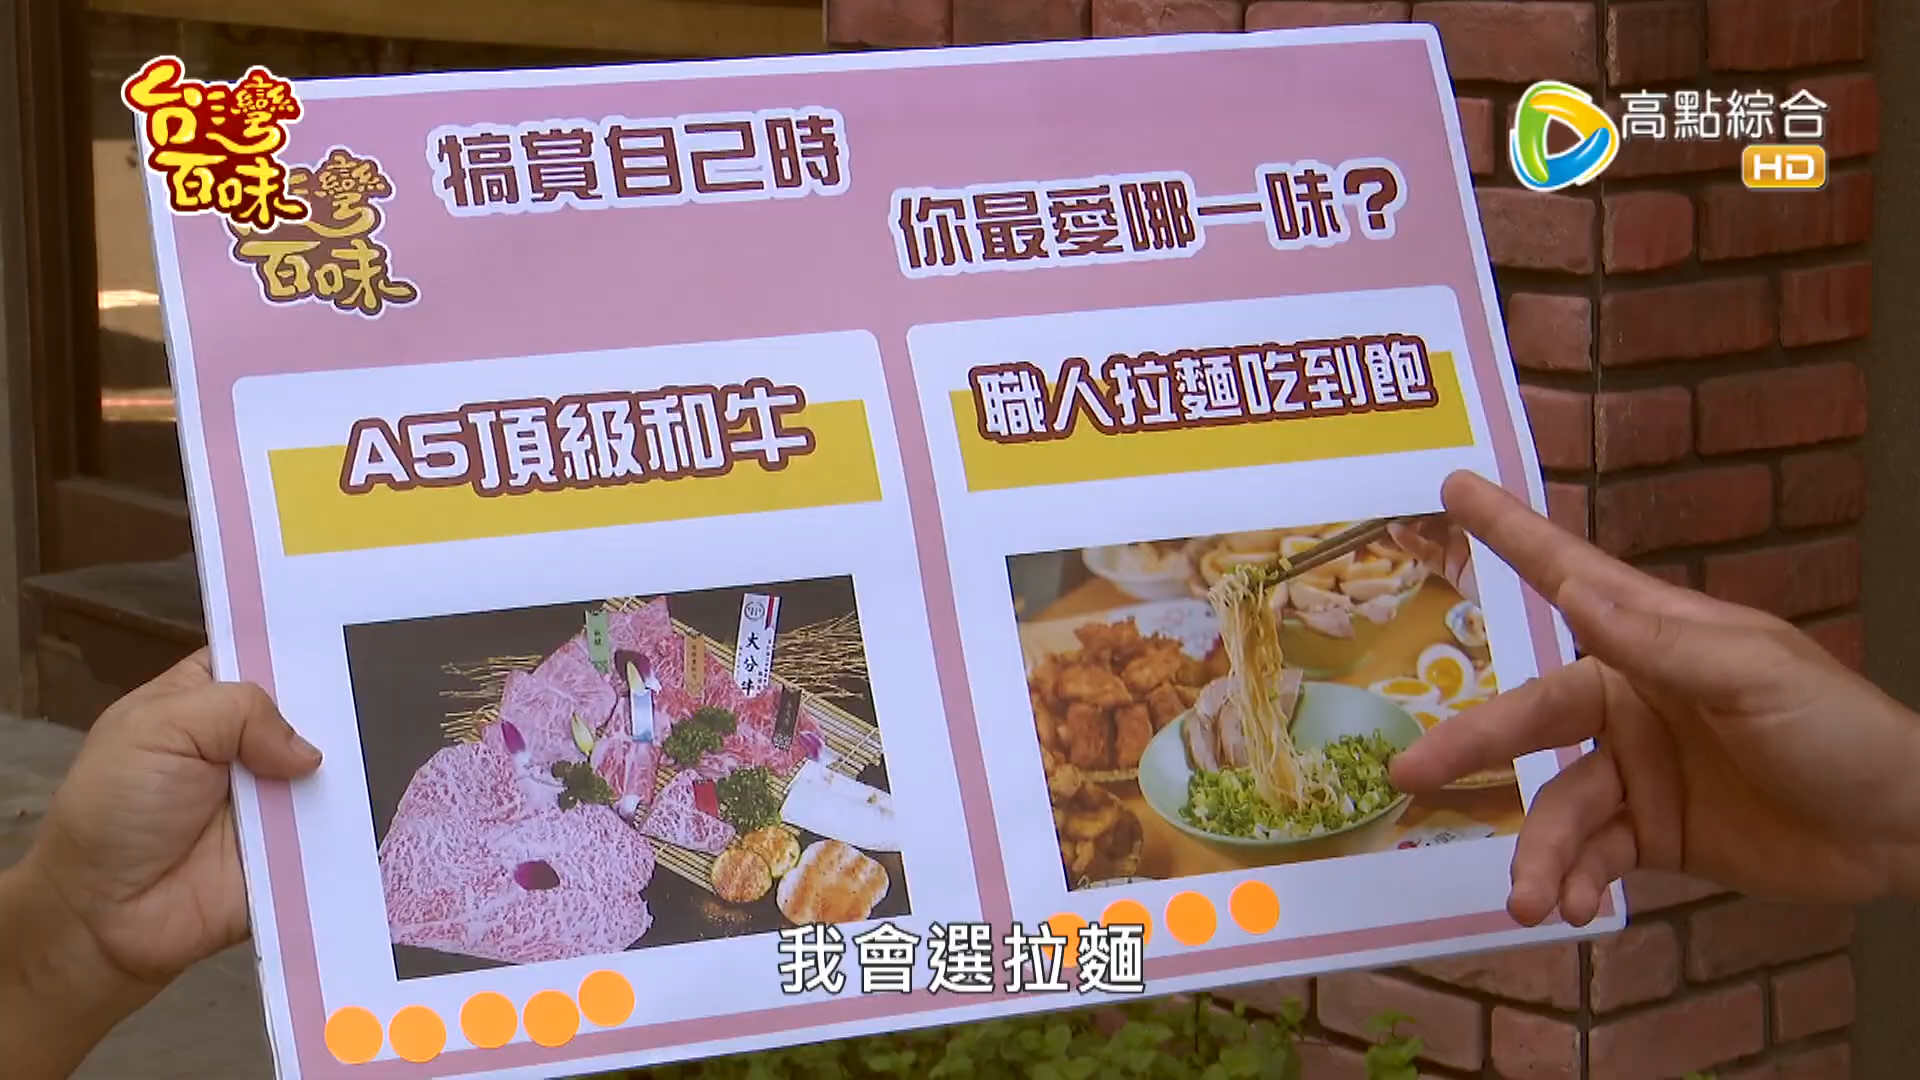 台灣
百味
高點綜合
HD
灣
百味
犒賞自己時
你最愛哪一味？
A5頂級和牛
職人拉麵吃到飽
大分牛
我會選拉麵